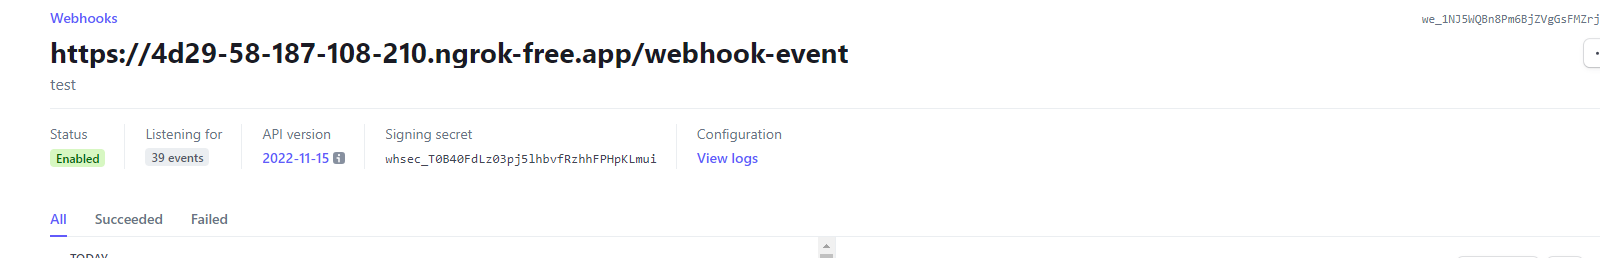 Webhooks
we_1NJ5WQBn8Pm6BjZVgGsFMZrj
https://4d29-58-187-108-210.ngrok-free.app/webhook-event
test
Status Listening for API version Signing secret Configuration
Enabled 39 events 2022-11-15 whsec_T0B40FdLz03pj5lhbvfRzhhFPHpKLmui View logs
All Succeeded Failed
TODAY